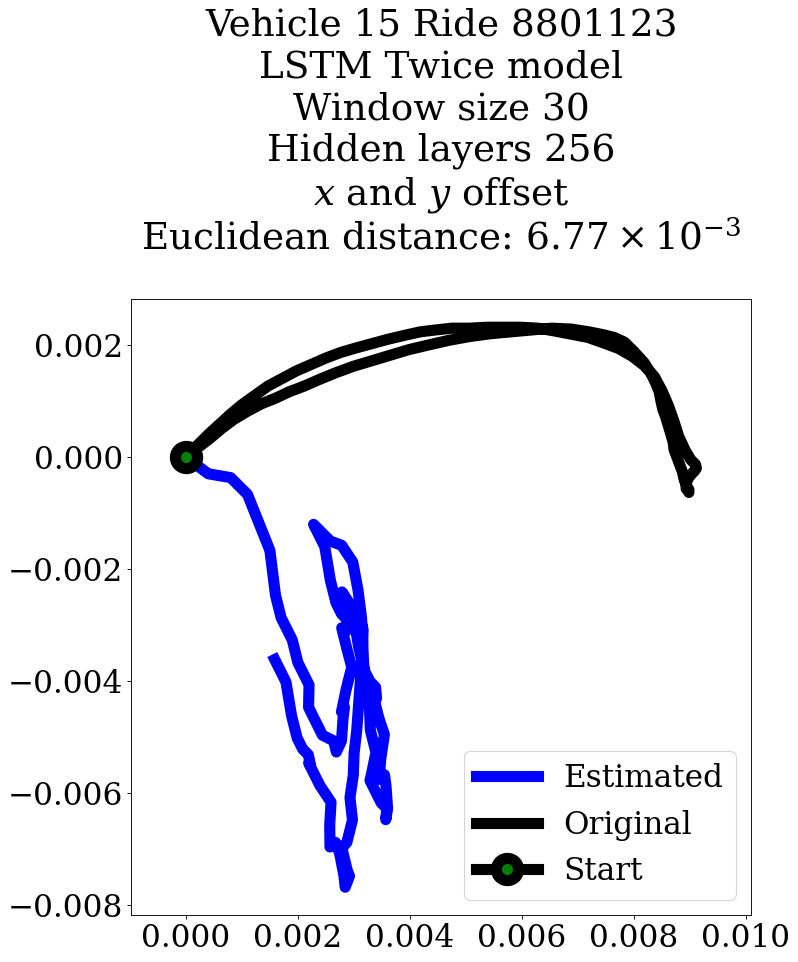 Vehicle 15 Ride 8801123
LSTM Twice model
Window size 30
Hidden layers 256
x and y offset
Euclidean distance: 6.77 × 10⁻³
0.002
0.000
−0.002
−0.004
−0.006
−0.008
Estimated
Original
Start
0.000 0.002 0.004 0.006 0.008 0.010